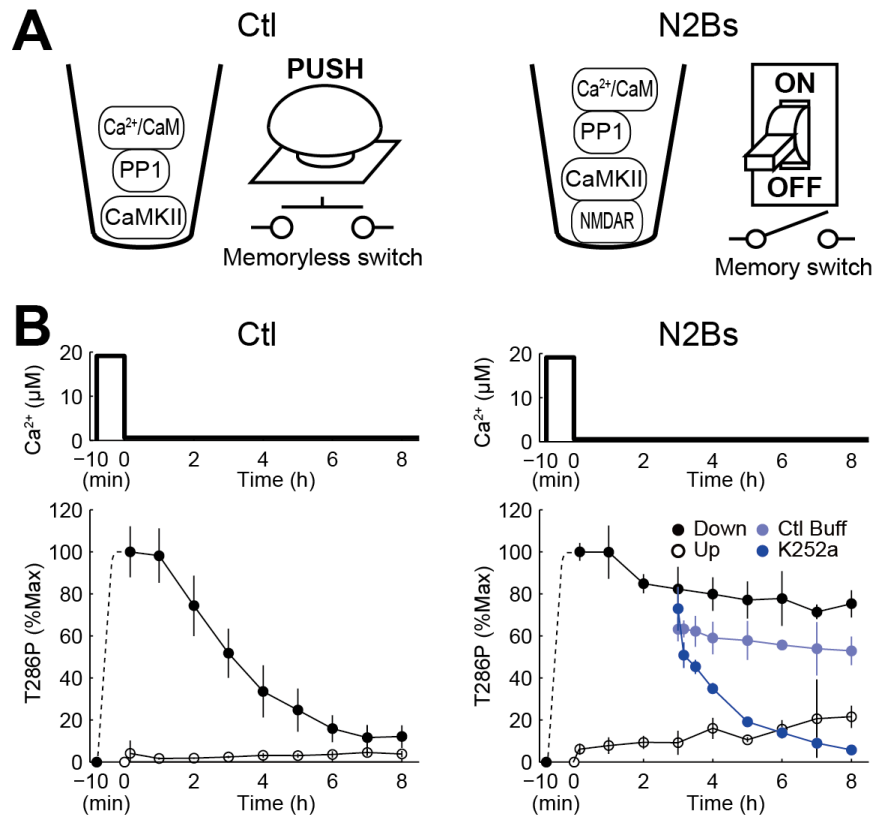 A
Ctl
N2Bs
Ca²⁺/CaM
PP1
CaMKII
PUSH
Memoryless switch
Ca²⁺/CaM
PP1
CaMKII
NMDAR
ON
OFF
Memory switch
B
Ctl
N2Bs
Ca²⁺ (μM)
20
10
0
−10 0 2 4 6 8
(min) Time (h)
Ca²⁺ (μM)
20
10
0
−10 0 2 4 6 8
(min) Time (h)
T286P (%Max)
120
100
80
60
40
20
0
−10 0 2 4 6 8
(min) Time (h)
T286P (%Max)
120
100
80
60
40
20
0
Down
Up
Ctl Buff
K252a
−10 0 2 4 6 8
(min) Time (h)